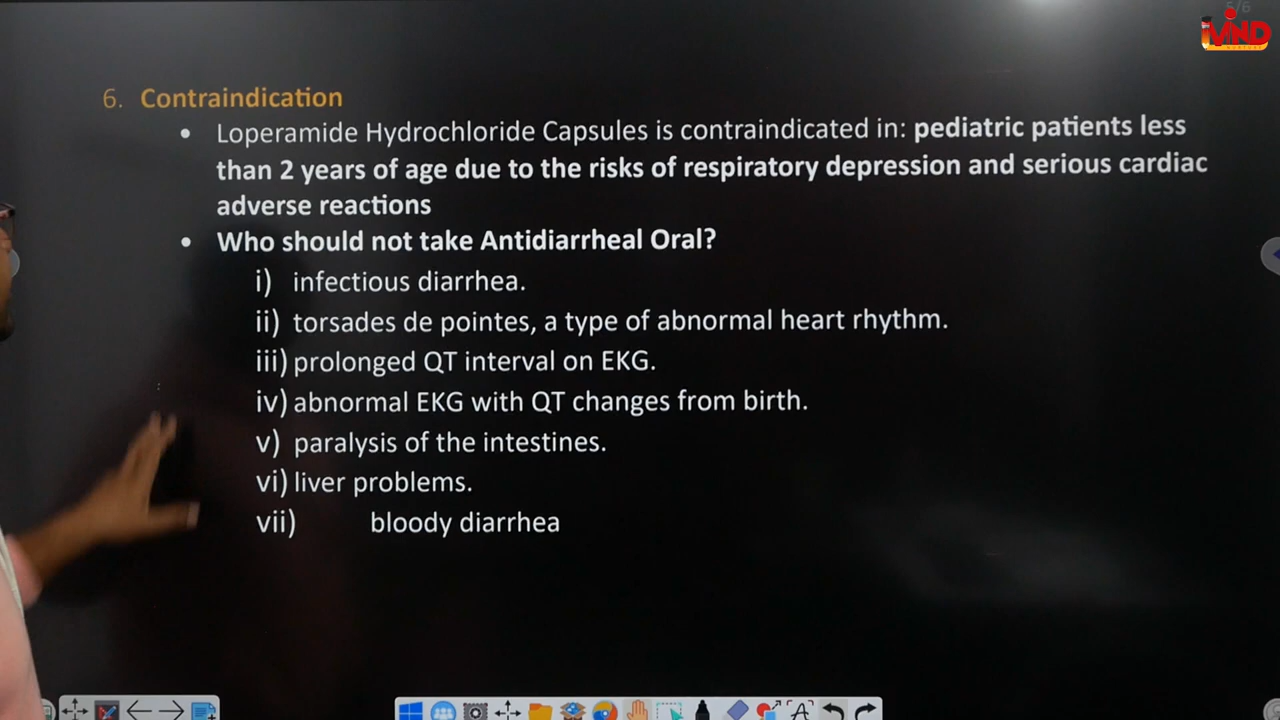 5/6
iMIND
6. Contraindication
• Loperamide Hydrochloride Capsules is contraindicated in: pediatric patients less
than 2 years of age due to the risks of respiratory depression and serious cardiac
adverse reactions
• Who should not take Antidiarrheal Oral?
i) infectious diarrhea.
ii) torsades de pointes, a type of abnormal heart rhythm.
iii) prolonged QT interval on EKG.
iv) abnormal EKG with QT changes from birth.
v) paralysis of the intestines.
vi) liver problems.
vii) bloody diarrhea